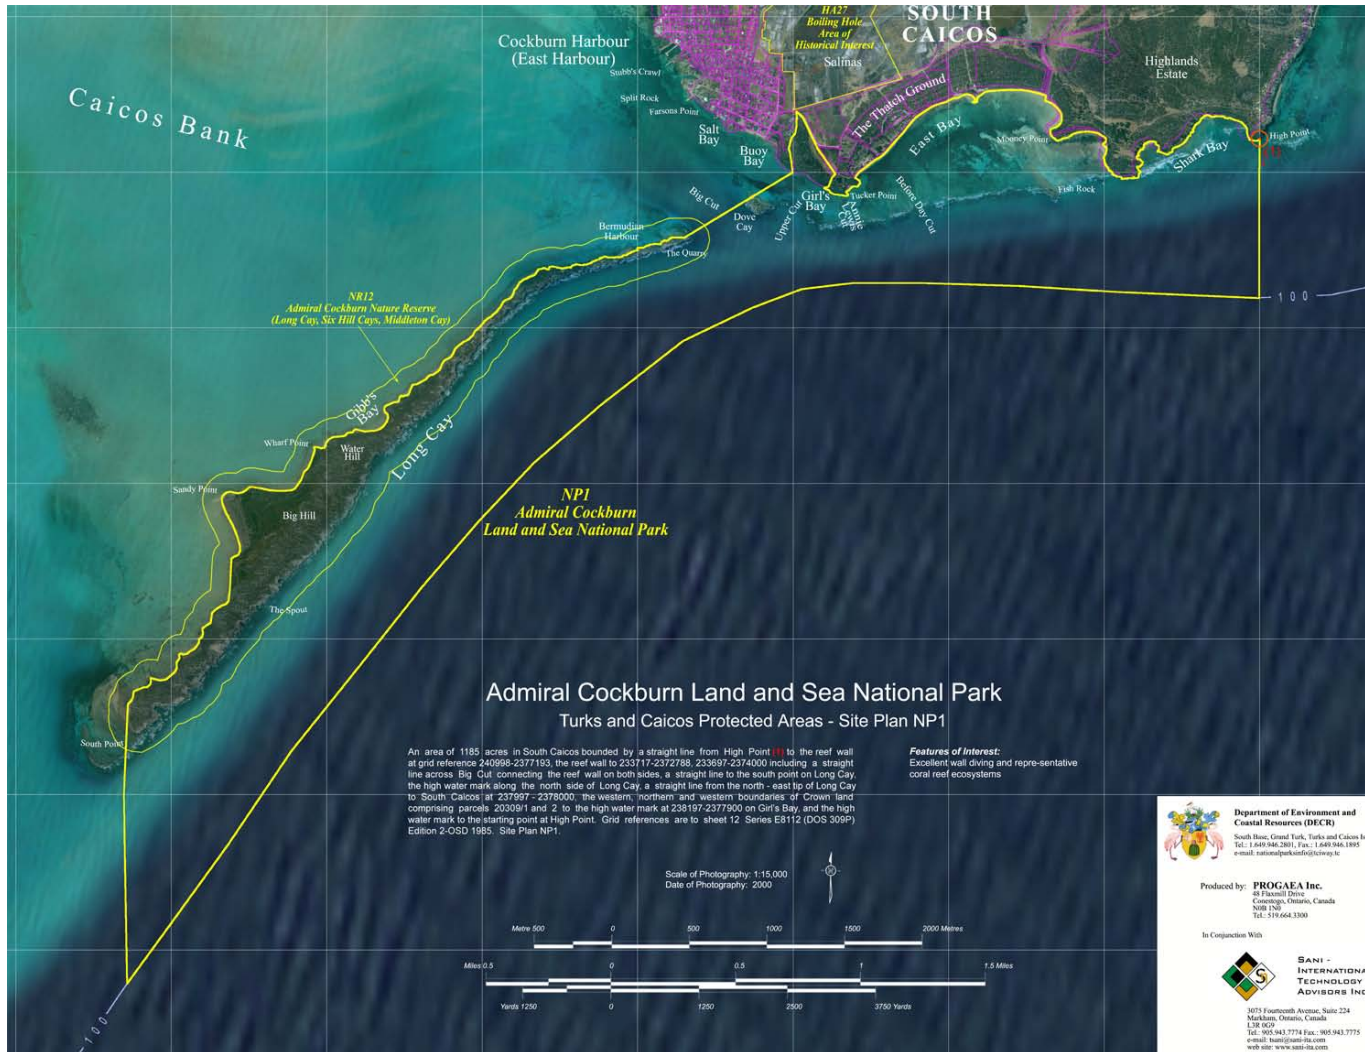 SOUTH
CAICOS
HA27
Boiling Hole
Area of
Historical Interest
Salinas
Highlands
Estate
Cockburn Harbour
(East Harbour)
Stubb's Crawl
Split Rock
Farsons Point
Caicos Bank
Salt
Bay
Buoy
Bay
The Thatch Ground
East Bay
Mooney Point
Shark Bay
High Point
(1)
Fish Rock
Big Cut
Dove
Cay
Upper Cut
Girl's
Bay
Tucker Point
Annie
Lewis
Cut
Before Day Cut
Bermudian
Harbour
The Quarry
100
NR12
Admiral Cockburn Nature Reserve
(Long Cay, Six Hill Cays, Middleton Cay)
Gibb's
Bay
Long Cay
Wharf Point
Water
Hill
Sandy Point
Big Hill
NP1
Admiral Cockburn
Land and Sea National Park
The Spout
South Point
Admiral Cockburn Land and Sea National Park
Turks and Caicos Protected Areas - Site Plan NP1
An area of 1185 acres in South Caicos bounded by a straight line from High Point (1) to the reef wall
at grid reference 240998-2377193, the reef wall to 233717-2372788, 233697-2374000 including a straight
line across Big Cut connecting the reef wall on both sides, a straight line to the south point on Long Cay,
the high water mark along the north side of Long Cay, a straight line from the north - east tip of Long Cay
to South Caicos at 237997 - 2378000, the western, northern and western boundaries of Crown land
comprising parcels 20309/1 and 2 to the high water mark at 238197-2377900 on Girl's Bay, and the high
water mark to the starting point at High Point. Grid references are to sheet 12 Series E8112 (DOS 309P)
Edition 2-OSD 1985. Site Plan NP1.
Features of Interest:
Excellent wall diving and repre-sentative
coral reef ecosystems
Scale of Photography: 1:15,000
Date of Photography: 2000
Metre 500 0 500 1000 1500 2000 Metres
Miles 0.5 0 0.5 1 1.5 Miles
Yards 1250 0 1250 2500 3750 Yards
100
Department of Environment and
Coastal Resources (DECR)
South Base, Grand Turk, Turks and Caicos Is
Tel.: 1.649.946.2801, Fax.: 1.649.946.1895
e-mail: nationalparksinfo@tciway.tc
Produced by: PROGAEA Inc.
48 Flaxmill Drive
Conestogo, Ontario, Canada
N0B 1N0
Tel.: 519.664.3300
In Conjunction With
S
SANI -
INTERNATIONA
TECHNOLOGY
ADVISORS INC
3075 Fourteenth Avenue, Suite 224
Markham, Ontario, Canada
L3R 0G9
Tel.: 905.943.7774 Fax.: 905.943.7775
e-mail: tsani@sani-ita.com
web site: www.sani-ita.com